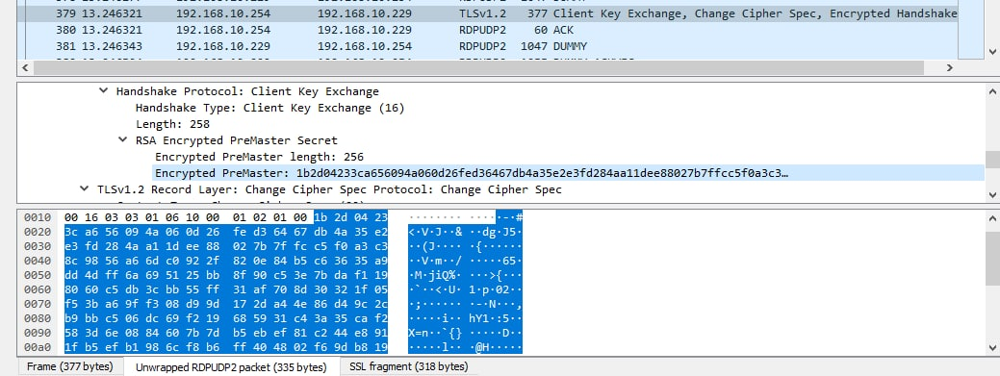 379 13.246321 192.168.10.254 192.168.10.229 TLSv1.2 377 Client Key Exchange, Change Cipher Spec, Encrypted Handshake
380 13.246321 192.168.10.254 192.168.10.229 RDPUDP2 60 ACK
381 13.246343 192.168.10.229 192.168.10.254 RDPUDP2 1047 DUMMY
Handshake Protocol: Client Key Exchange
Handshake Type: Client Key Exchange (16)
Length: 258
RSA Encrypted PreMaster Secret
Encrypted PreMaster length: 256
Encrypted PreMaster: 1b2d04233ca656094a060d26fed36467db4a35e2e3fd284aa11dee88027b7ffcc5f0a3c3…
TLSv1.2 Record Layer: Change Cipher Spec Protocol: Change Cipher Spec
0010 00 16 03 03 01 06 10 00 01 02 01 00 1b 2d 04 23 ········ ·····-·#
0020 3c a6 56 09 4a 06 0d 26 fe d3 64 67 db 4a 35 e2 <·V·J··& ··dg·J5·
0030 e3 fd 28 4a a1 1d ee 88 02 7b 7f fc c5 f0 a3 c3 ··(J···· ·{······
0040 8c 98 56 a6 6d c0 92 2f 82 0e 84 b5 c6 36 35 a9 ··V·m··/ ·····65·
0050 dd 4d ff 6a 69 51 25 bb 8f 90 c5 3e 7b da f1 19 ·M·jiQ%· ···>{···
0060 80 60 c5 db 3c bb 55 ff 31 af 70 8d 30 32 1f 05 ·`··<·U· 1·p·02··
0070 f5 3b a6 9f f3 08 d9 9d 17 2d a4 4e 86 d4 9c 2c ·;······ ·-·N···,
0080 b9 bb c5 06 dc 69 f2 19 68 59 31 c4 3a 35 ca f2 ·····i·· hY1·:5··
0090 58 3d 6e 08 84 60 7b 7d b5 eb ef 81 c2 44 e8 91 X=n··`{} ·····D··
00a0 1f b5 ef b1 98 6c f8 b6 ff 40 48 02 f6 9d b8 19 ·····l·· ·@H·····
Frame (377 bytes) Unwrapped RDPUDP2 packet (335 bytes) SSL fragment (318 bytes)